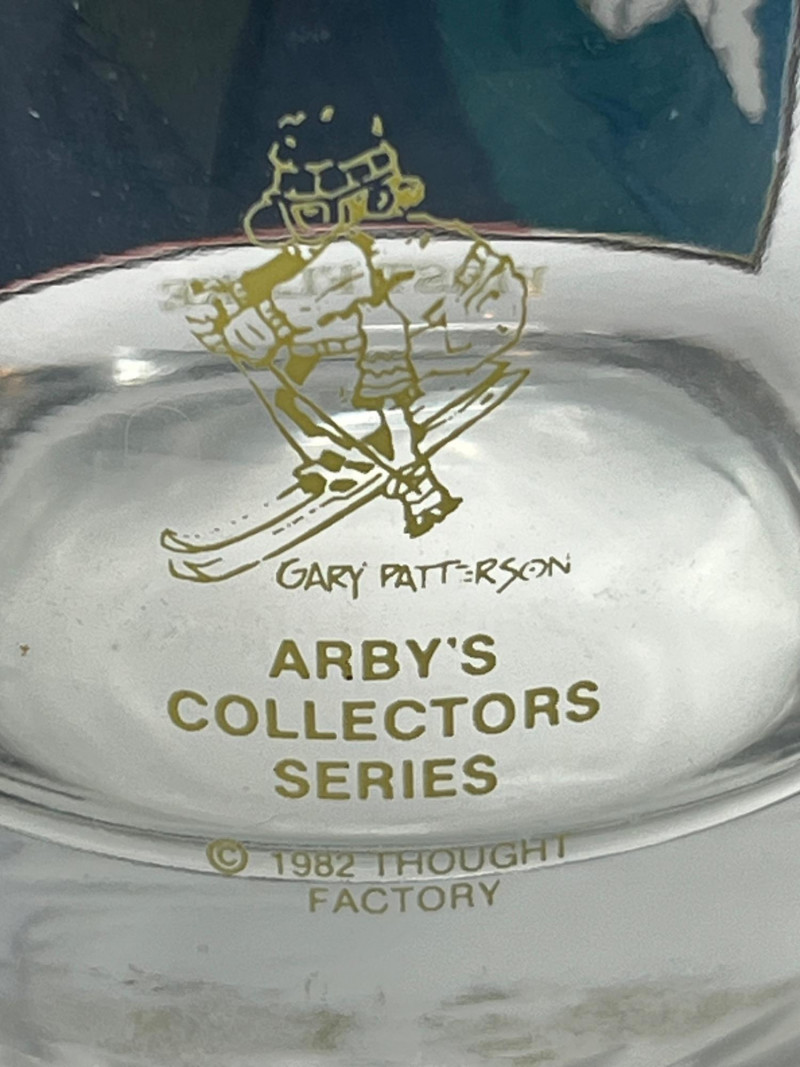 GARY PATTERSON
ARBY'S
COLLECTORS
SERIES
© 1982 THOUGHT
FACTORY